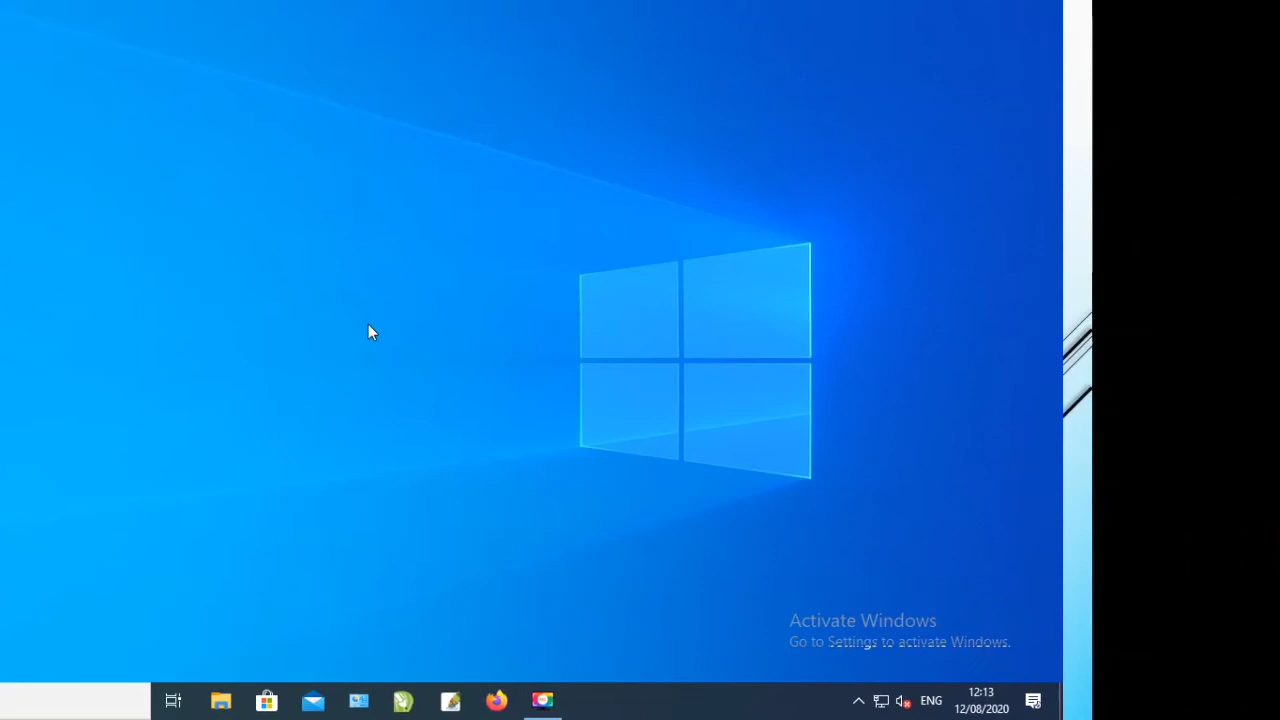 Activate Windows
Go to Settings to activate Windows.
ENG
12:13
12/08/2020